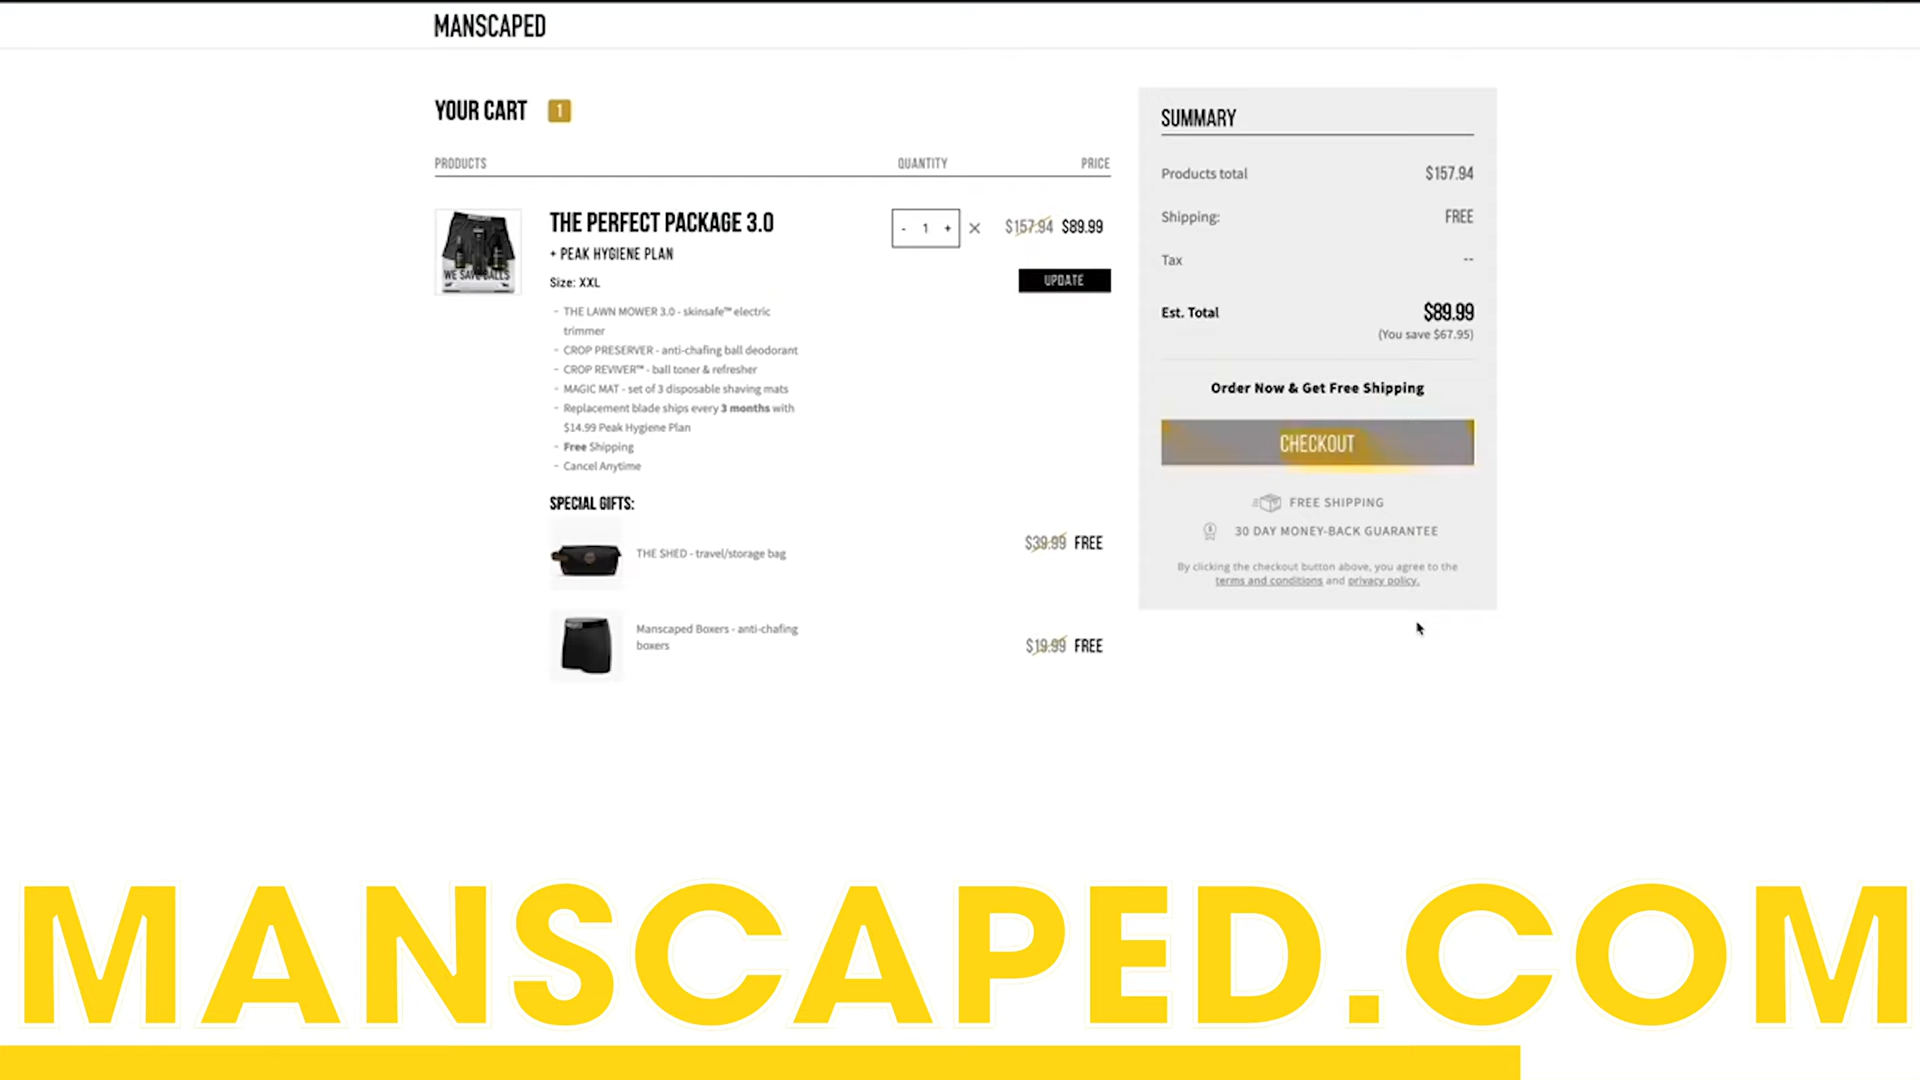 MANSCAPED
YOUR CART 1
PRODUCTS QUANTITY PRICE
THE PERFECT PACKAGE 3.0
+ PEAK HYGIENE PLAN
Size: XXL
- 1 + × $157.94 $89.99
UPDATE
WE SAVE BALLS
- THE LAWN MOWER 3.0 - skinsafe™ electric
trimmer
- CROP PRESERVER - anti-chafing ball deodorant
- CROP REVIVER™ - ball toner & refresher
- MAGIC MAT - set of 3 disposable shaving mats
- Replacement blade ships every 3 months with
$14.99 Peak Hygiene Plan
- Free Shipping
- Cancel Anytime
SPECIAL GIFTS:
THE SHED - travel/storage bag
$39.99 FREE
Manscaped Boxers - anti-chafing
boxers
$19.99 FREE
SUMMARY
Products total $157.94
Shipping: FREE
Tax --
Est. Total $89.99
(You save $67.95)
Order Now & Get Free Shipping
CHECKOUT
FREE SHIPPING
30 DAY MONEY-BACK GUARANTEE
By clicking the checkout button above, you agree to the
terms and conditions and privacy policy.
MANSCAPED.COM